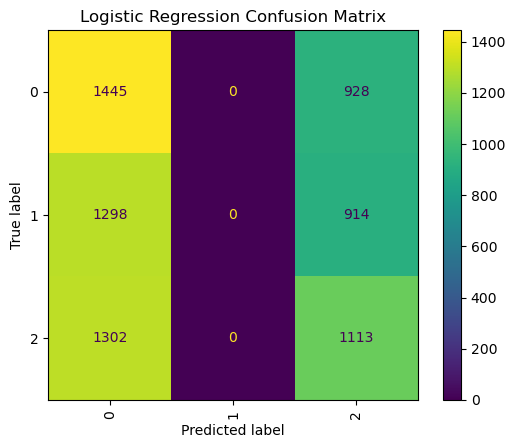 Logistic Regression Confusion Matrix
True label
0 1445 0 928
1 1298 0 914
2 1302 0 1113
0 1 2
Predicted label
1400
1200
1000
800
600
400
200
0